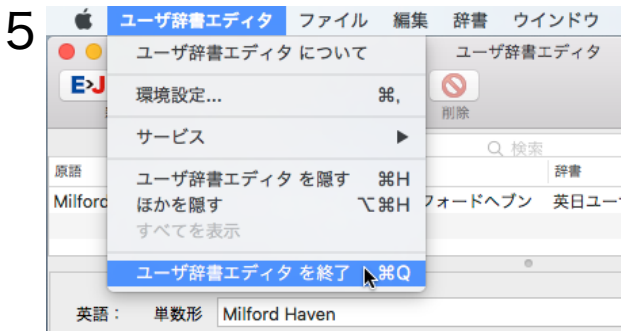 5
ユーザ辞書エディタ ファイル 編集 辞書 ウインドウ
ユーザ辞書エディタ について
ユーザ辞書エディタ
E>J
環境設定... ⌘,
削除
サービス ▶
検索
原語 辞書
ユーザ辞書エディタ を隠す ⌘H
Milford フォードヘブン 英日ユー
ほかを隠す ⌥⌘H
すべてを表示
ユーザ辞書エディタ を終了 ⌘Q
英語： 単数形 Milford Haven